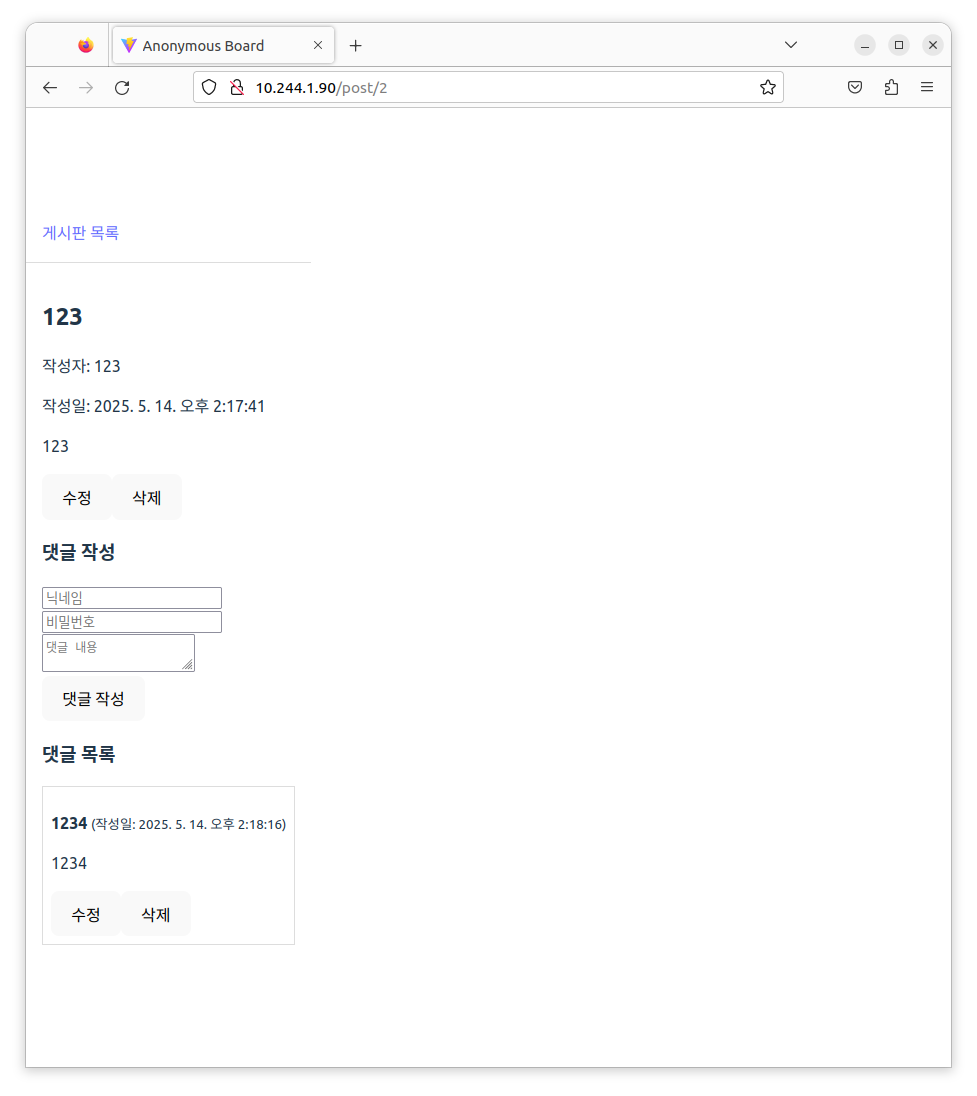 Anonymous Board
10.244.1.90/post/2
게시판 목록
123
작성자: 123
작성일: 2025. 5. 14. 오후 2:17:41
123
수정 삭제
댓글 작성
닉네임
비밀번호
댓글 내용
댓글 작성
댓글 목록
1234 (작성일: 2025. 5. 14. 오후 2:18:16)
1234
수정 삭제